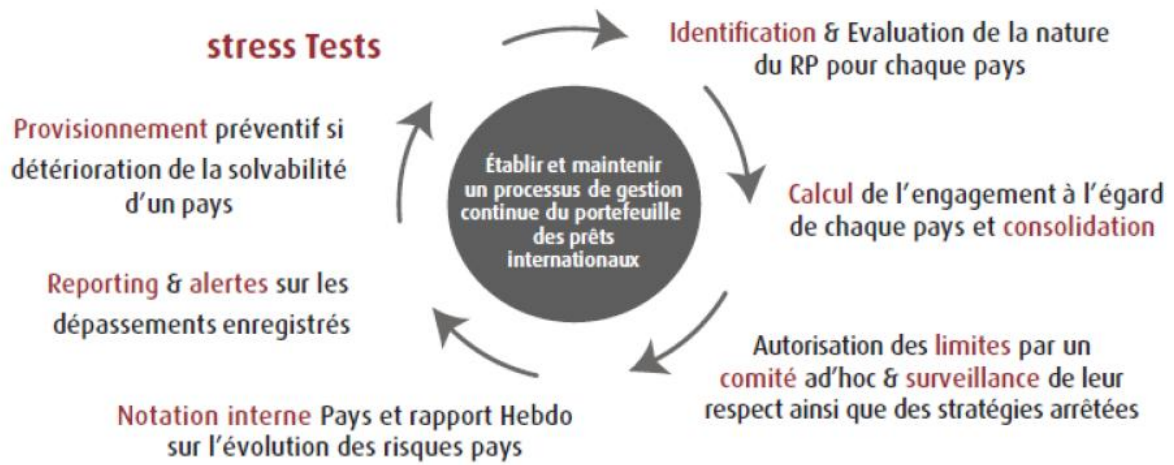 stress Tests
Identification & Evaluation de la nature
du RP pour chaque pays
Calcul de l'engagement à l'égard
de chaque pays et consolidation
Autorisation des limites par un
comité ad'hoc & surveillance de leur
respect ainsi que des stratégies arrêtées
Notation interne Pays et rapport Hebdo
sur l'évolution des risques pays
Reporting & alertes sur les
dépassements enregistrés
Provisionnement préventif si
détérioration de la solvabilité
d'un pays
Établir et maintenir
un processus de gestion
continue du portefeuille
des prêts
internationaux